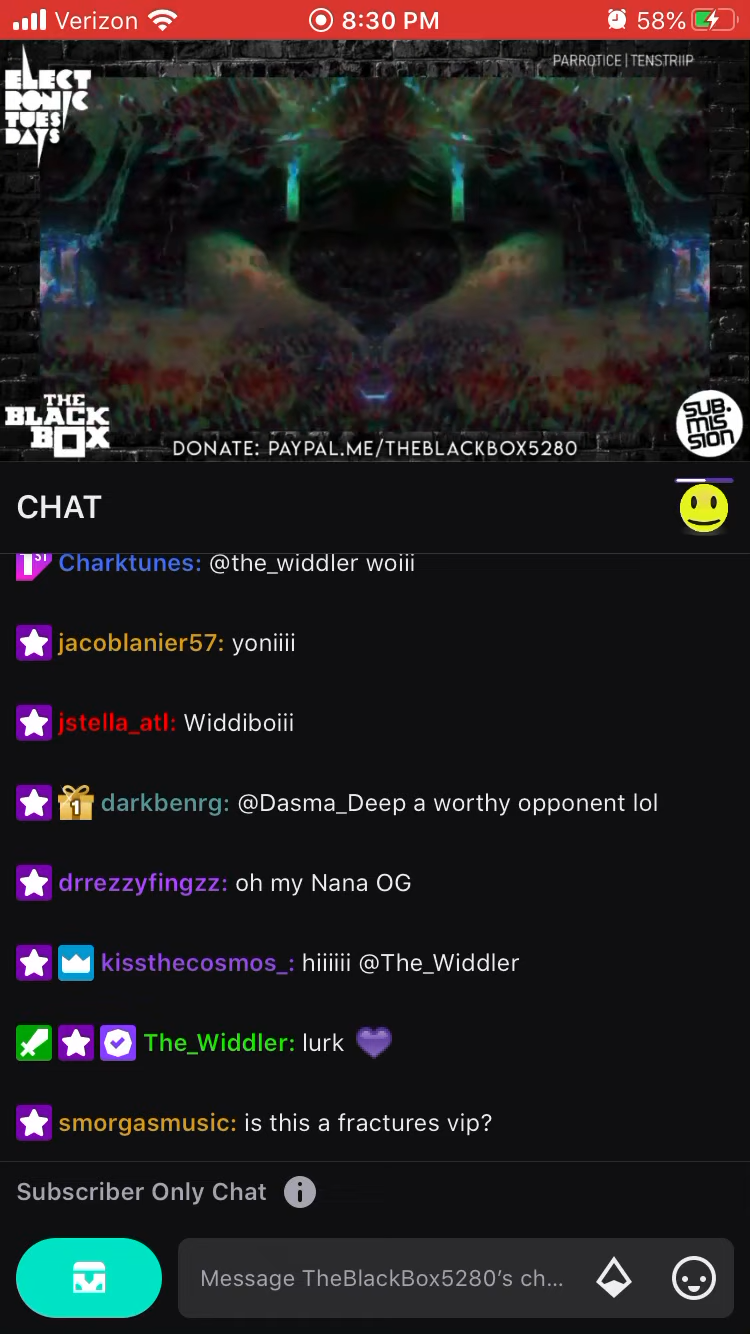 Verizon 8:30 PM 58%
PARROTICE | TENSTRIIP
ELECT
RONIC
TUES
DAYS
THE
BLACK
BOX
SUB.
MIS
SION
DONATE: PAYPAL.ME/THEBLACKBOX5280
CHAT
1ST Charktunes: @the_widdler woiii
jacoblanier57: yoniiii
jstella_atl: Widdiboiii
1 darkbenrg: @Dasma_Deep a worthy opponent lol
drrezzyfingzz: oh my Nana OG
kissthecosmos_: hiiiiii @The_Widdler
The_Widdler: lurk
smorgasmusic: is this a fractures vip?
Subscriber Only Chat
Message TheBlackBox5280’s ch...